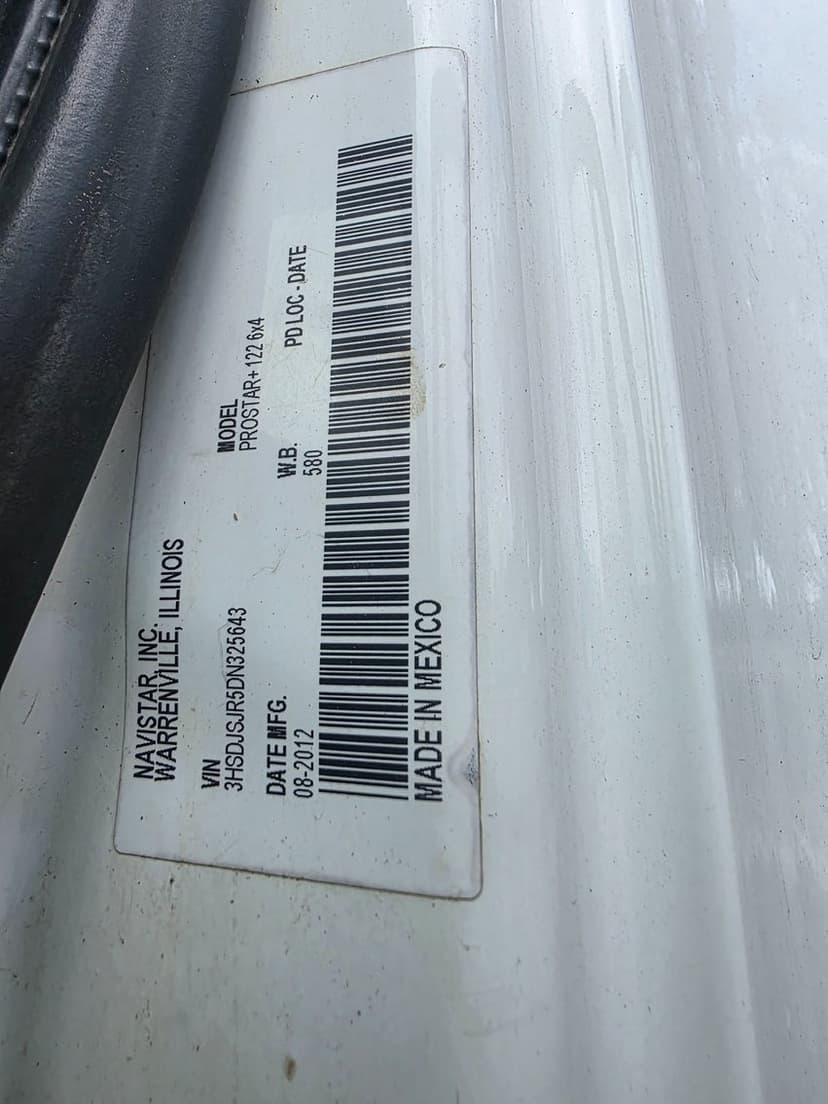 NAVISTAR, INC.
WARRENVILLE, ILLINOIS
VIN
3HSDJSJR5DN325643
MODEL
PROSTAR+ 122 6x4
DATE MFG.
08-2012
W.B.
580
PD LOC - DATE
MADE IN MEXICO